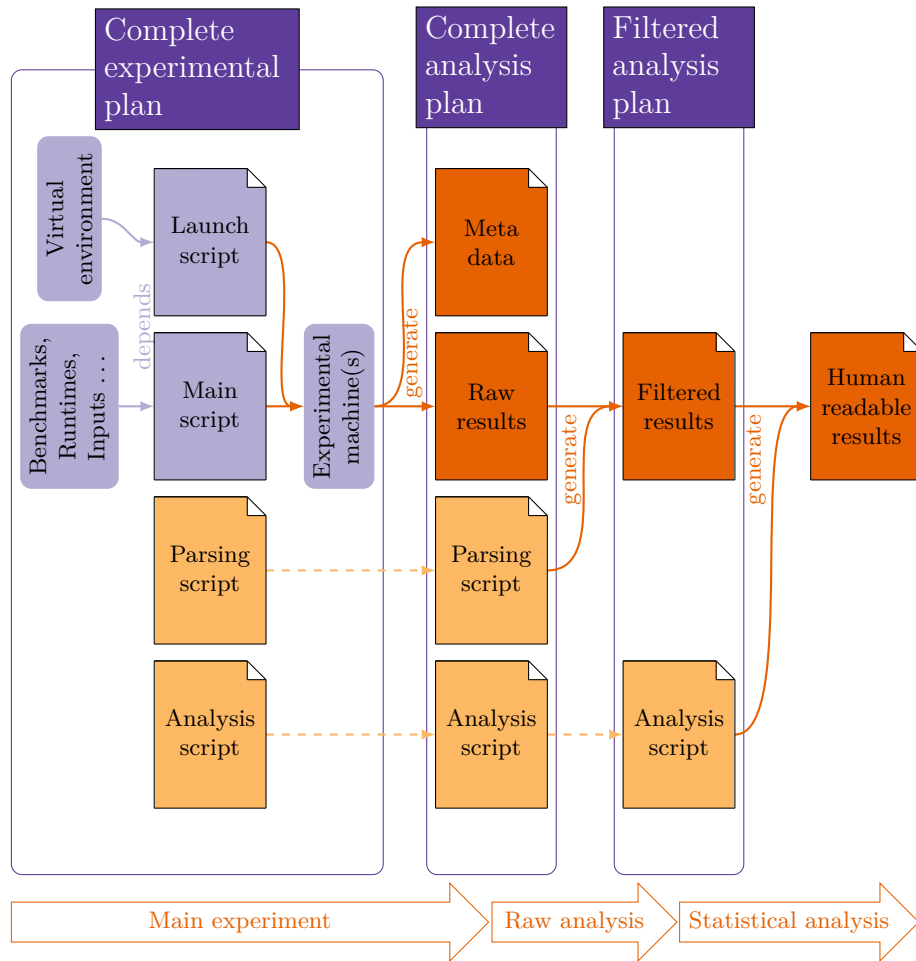 Complete
experimental
plan
Complete
analysis
plan
Filtered
analysis
plan
Virtual
environment
Launch
script
Meta
data
depends
generate
Benchmarks,
Runtimes,
Inputs ...
Main
script
Experimental
machine(s)
Raw
results
Filtered
results
Human
readable
results
generate
generate
Parsing
script
Parsing
script
Analysis
script
Analysis
script
Analysis
script
Main experiment
Raw analysis
Statistical analysis